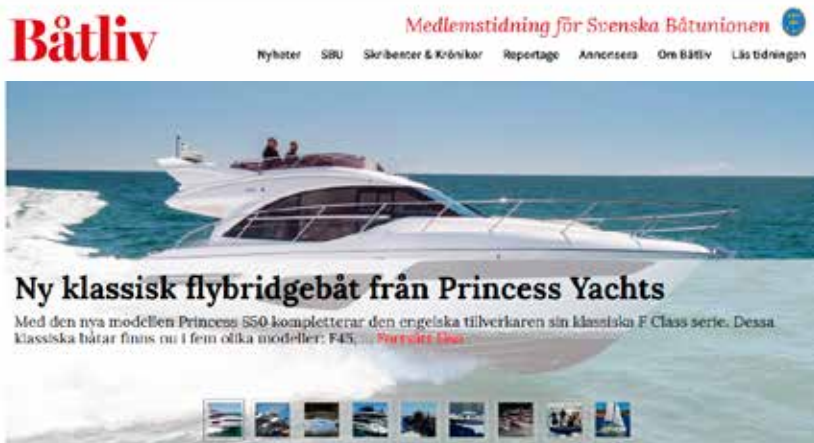 Båtliv
Medlemstidning för Svenska Båtunionen
Nyheter SBU Skribenter & Krönikor Reportage Annonsera Om Båtliv Läs tidningen
Ny klassisk flybridgebåt från Princess Yachts
Med den nya modellen Princess S50 kompletterar den engelska tillverkaren sin klassiska F Class serie. Dessa
klassiska båtar finns nu i fem olika modeller: F45, ... Fortsätt läsa